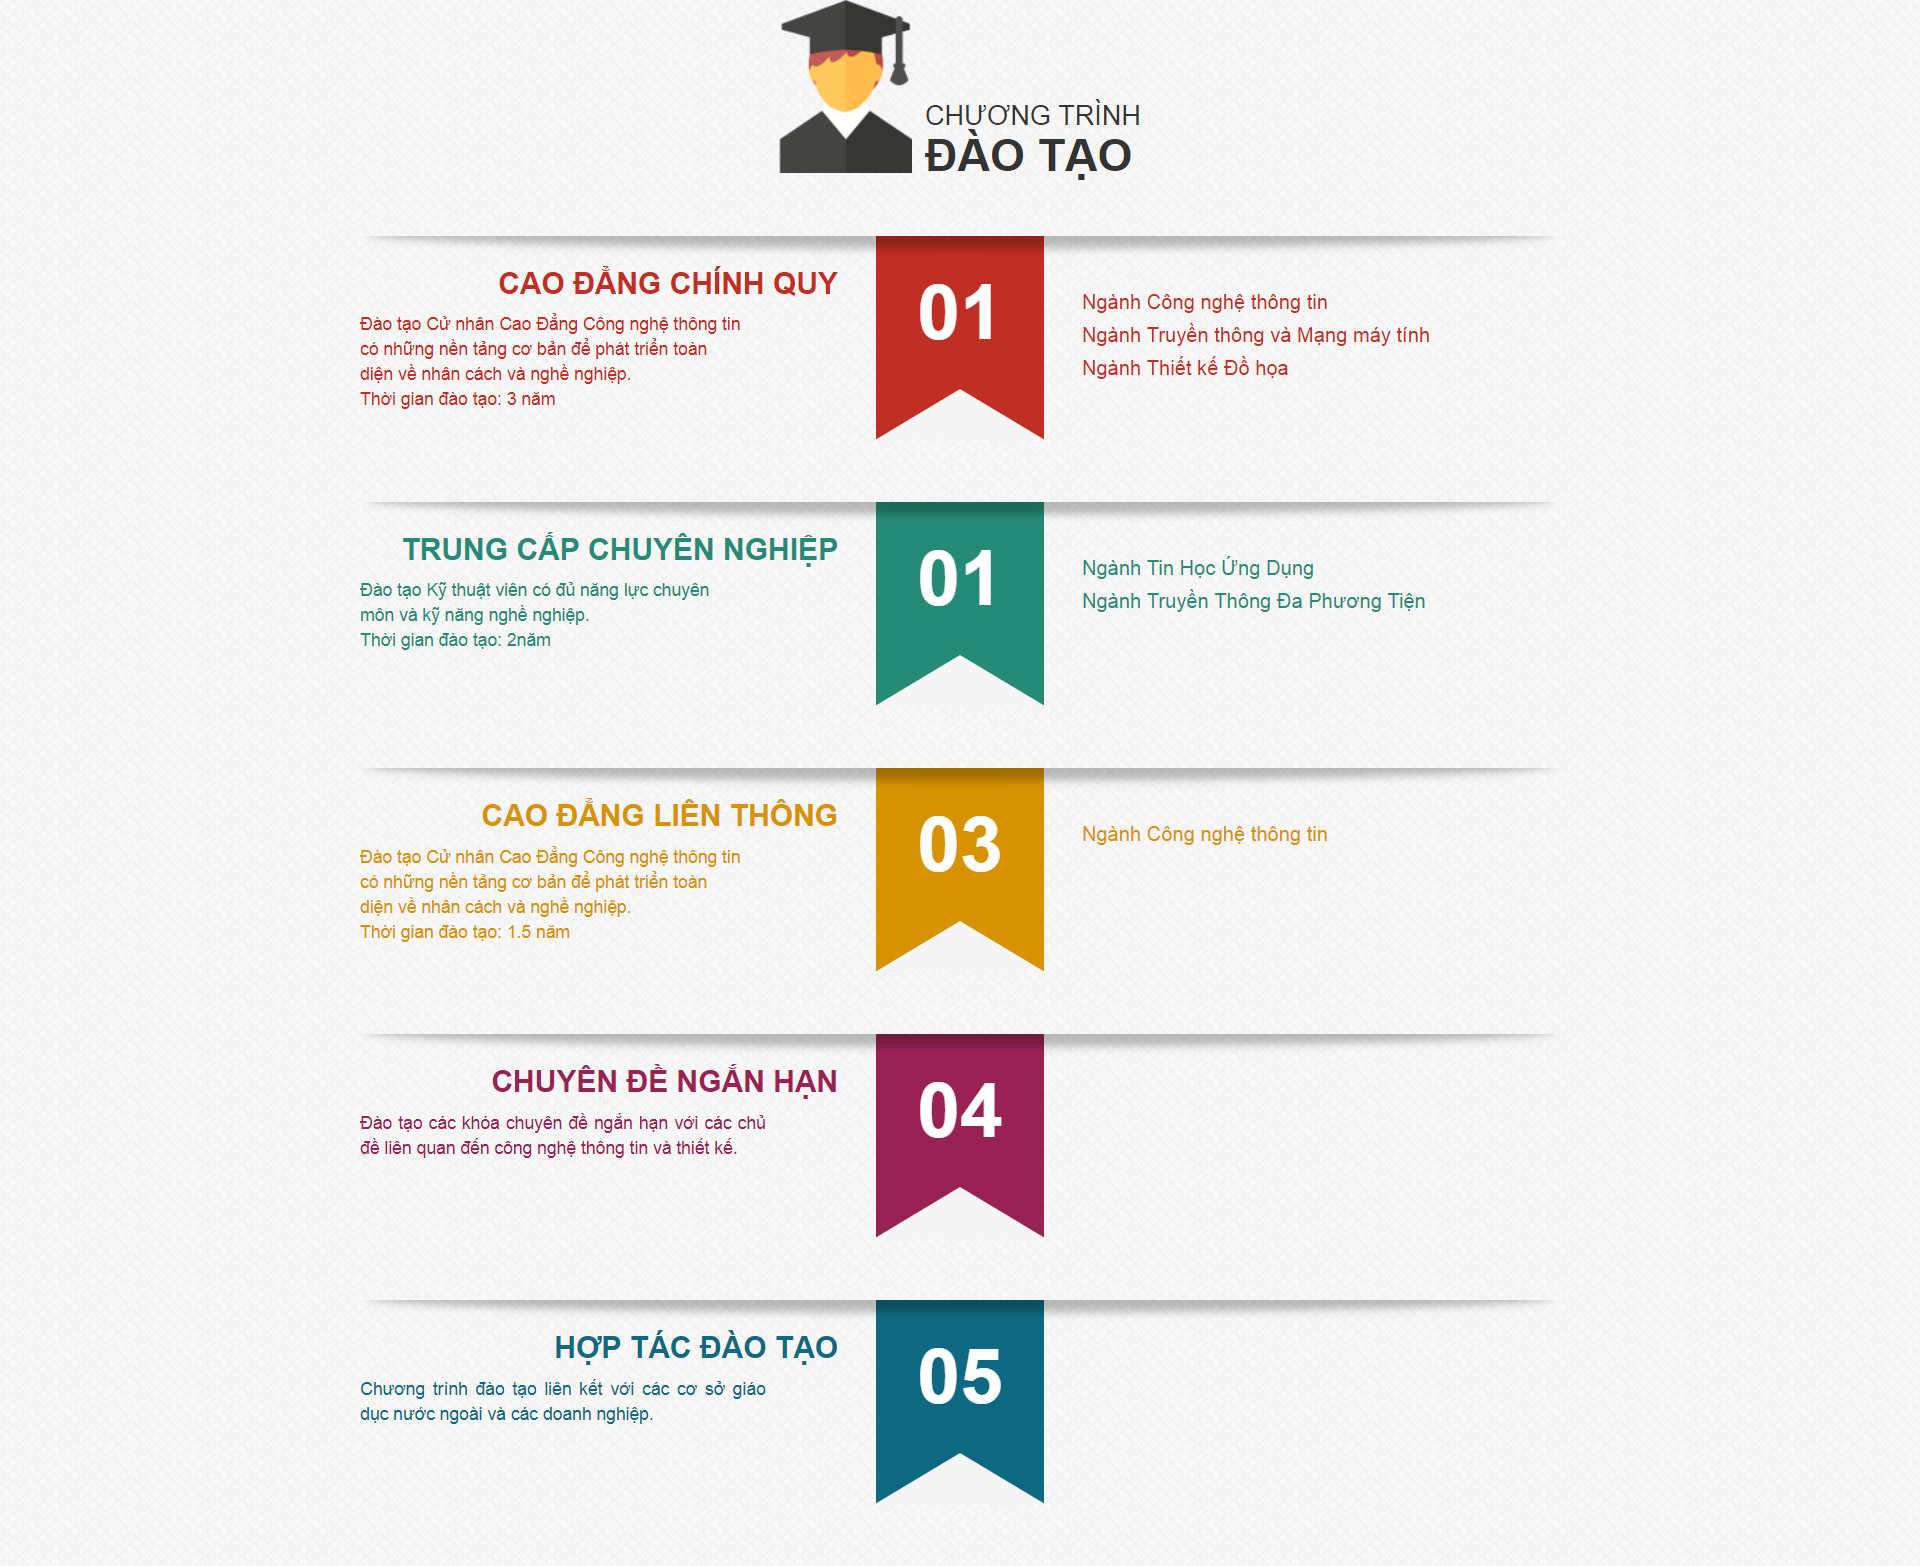 CHƯƠNG TRÌNH
ĐÀO TẠO
CAO ĐẲNG CHÍNH QUY
Đào tạo Cử nhân Cao Đẳng Công nghệ thông tin
có những nền tảng cơ bản để phát triển toàn
diện về nhân cách và nghề nghiệp.
Thời gian đào tạo: 3 năm
01
Ngành Công nghệ thông tin
Ngành Truyền thông và Mạng máy tính
Ngành Thiết kế Đồ họa
TRUNG CẤP CHUYÊN NGHIỆP
Đào tạo Kỹ thuật viên có đủ năng lực chuyên
môn và kỹ năng nghề nghiệp.
Thời gian đào tạo: 2năm
01
Ngành Tin Học Ứng Dụng
Ngành Truyền Thông Đa Phương Tiện
CAO ĐẲNG LIÊN THÔNG
Đào tạo Cử nhân Cao Đẳng Công nghệ thông tin
có những nền tảng cơ bản để phát triển toàn
diện về nhân cách và nghề nghiệp.
Thời gian đào tạo: 1.5 năm
03
Ngành Công nghệ thông tin
CHUYÊN ĐỀ NGẮN HẠN
Đào tạo các khóa chuyên đề ngắn hạn với các chủ
đề liên quan đến công nghệ thông tin và thiết kế.
04
HỢP TÁC ĐÀO TẠO
Chương trình đào tạo liên kết với các cơ sở giáo
dục nước ngoài và các doanh nghiệp.
05